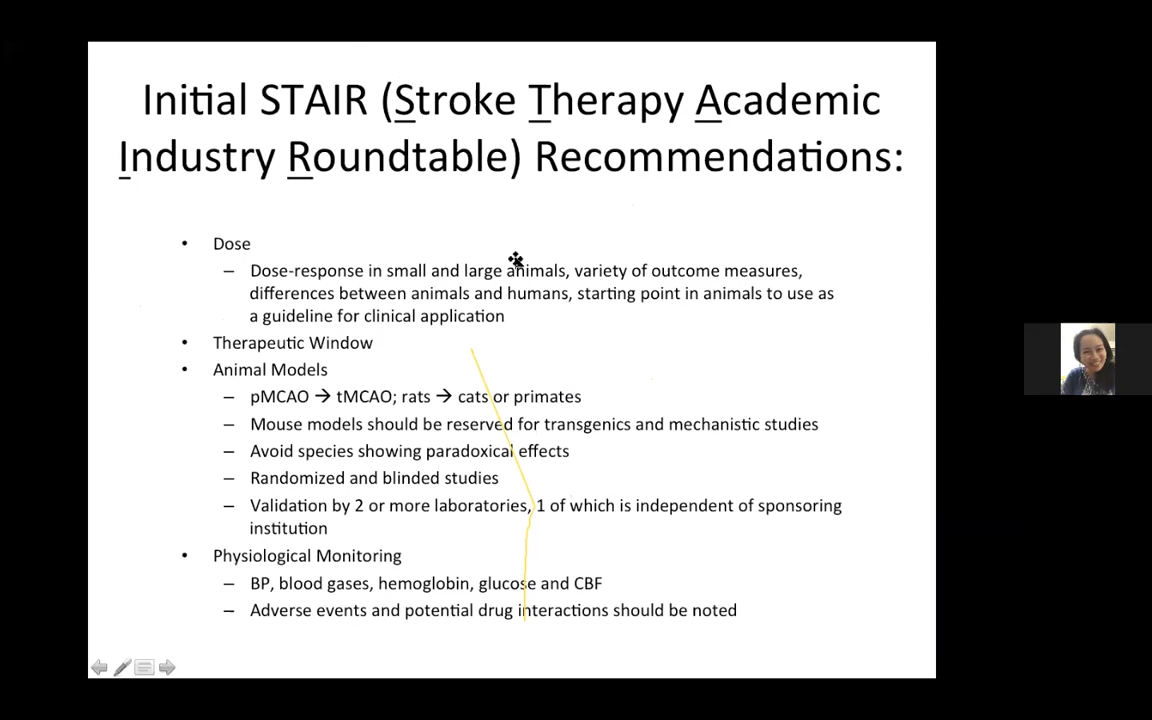 Initial STAIR (Stroke Therapy Academic
Industry Roundtable) Recommendations:
• Dose
– Dose-response in small and large animals, variety of outcome measures,
differences between animals and humans, starting point in animals to use as
a guideline for clinical application
• Therapeutic Window
• Animal Models
– pMCAO → tMCAO; rats → cats or primates
– Mouse models should be reserved for transgenics and mechanistic studies
– Avoid species showing paradoxical effects
– Randomized and blinded studies
– Validation by 2 or more laboratories, 1 of which is independent of sponsoring
institution
• Physiological Monitoring
– BP, blood gases, hemoglobin, glucose and CBF
– Adverse events and potential drug interactions should be noted